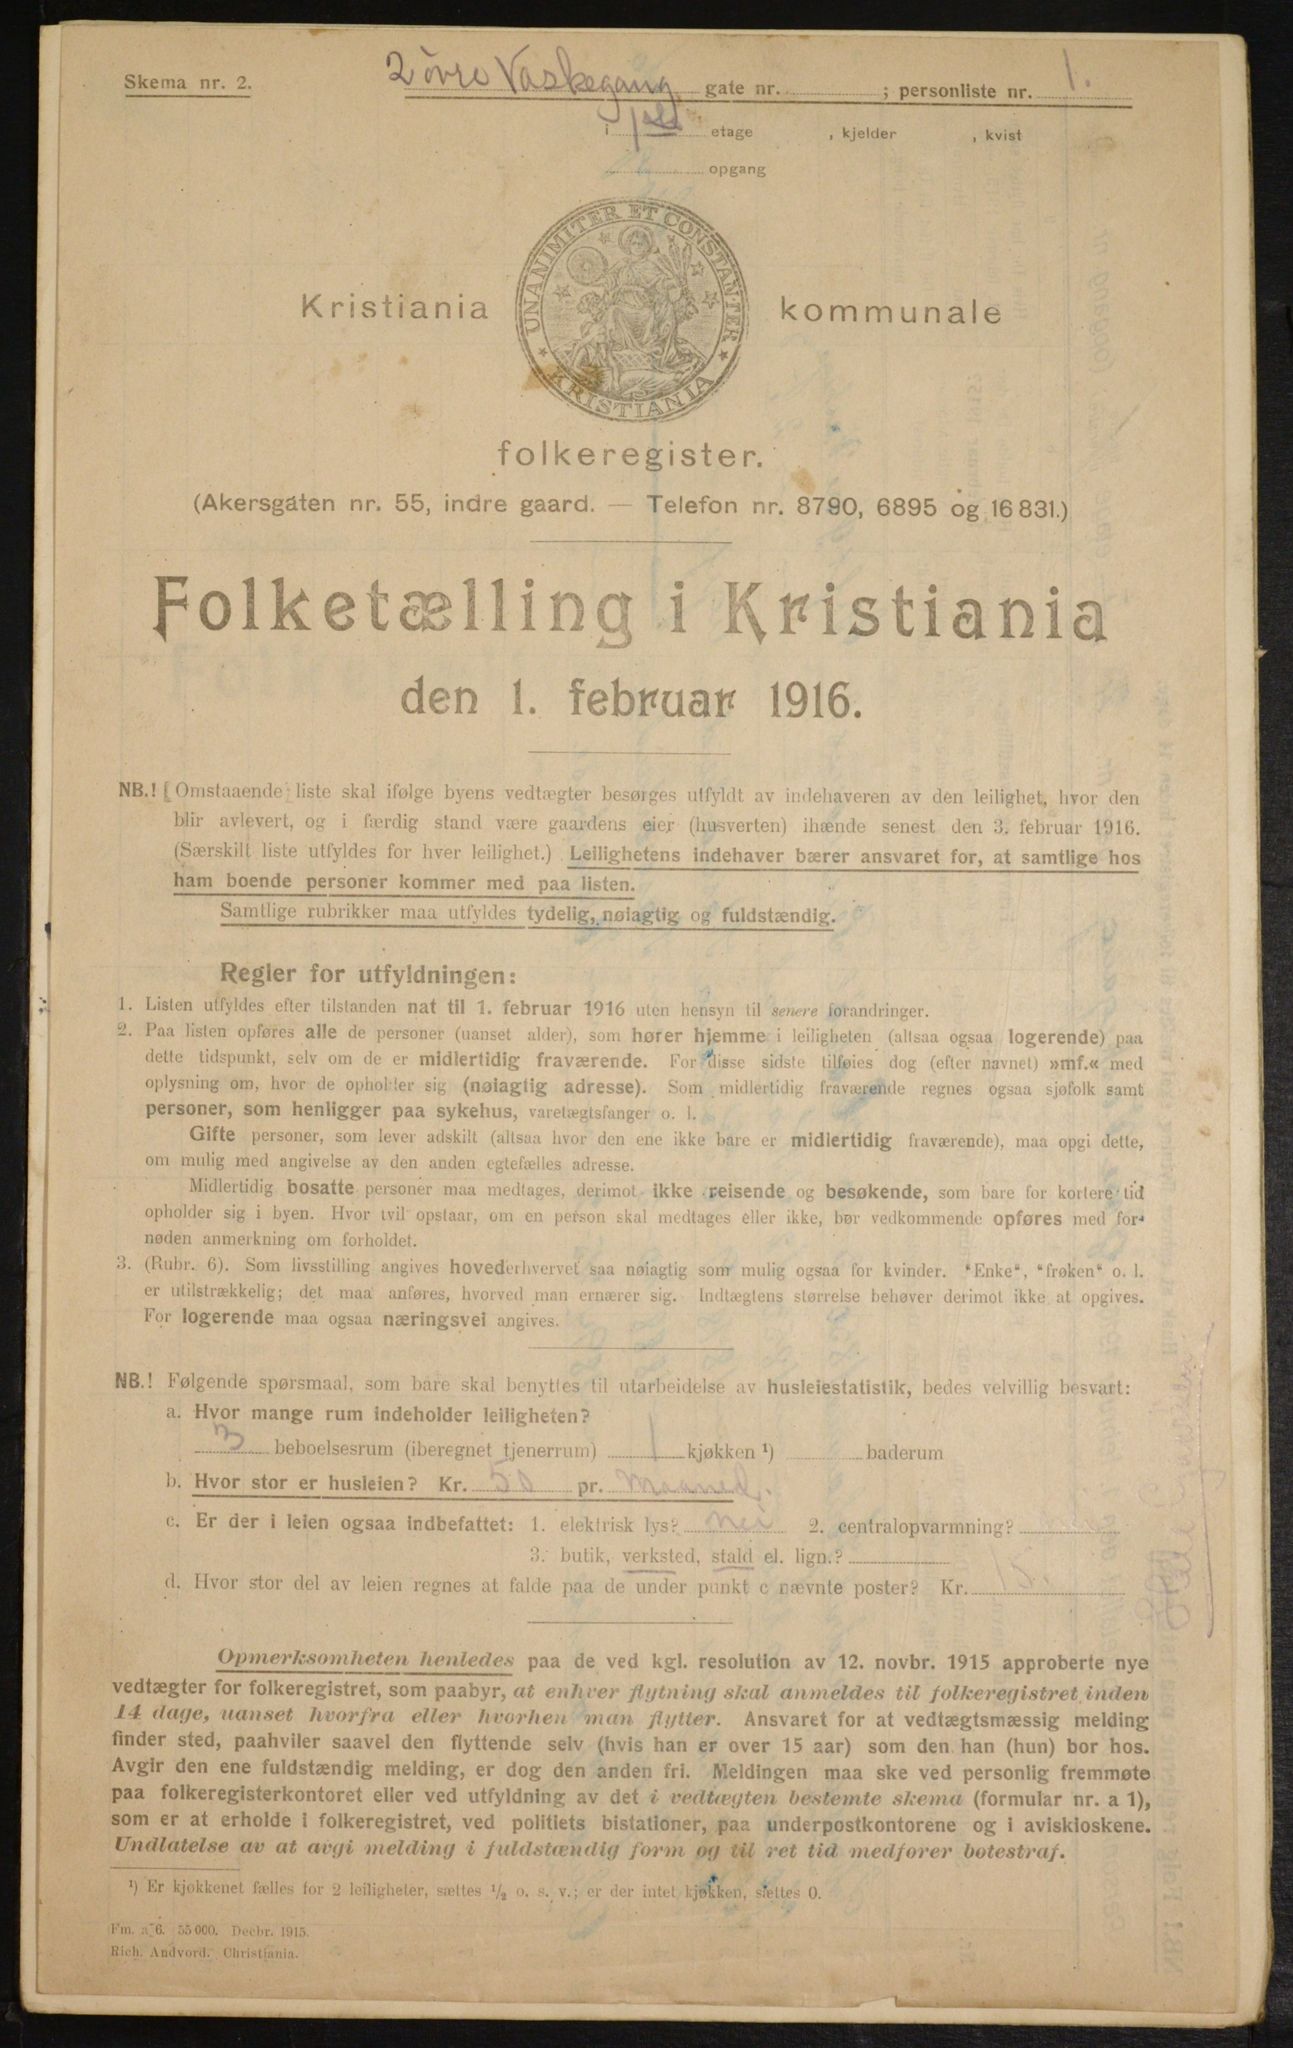 Skema nr. 2.
2 övre Vaskegang gate nr. ; personliste nr. 1.
i 1ste etage , kjelder , kvist
opgang
UNANIMITER ET CONSTANTER
KRISTIANIA
Kristiania kommunale
folkeregister.
(Akersgaten nr. 55, indre gaard. — Telefon nr. 8790, 6895 og 16831.)
Folketælling i Kristiania
den 1. februar 1916.
NB.! [Omstaaende liste skal ifølge byens vedtægter besørges utfyldt av indehaveren av den leilighet, hvor den
blir avlevert, og i færdig stand være gaardens eier (husverten) ihænde senest den 3. februar 1916.
(Særskilt liste utfyldes for hver leilighet.) Leilighetens indehaver bærer ansvaret for, at samtlige hos
ham boende personer kommer med paa listen.
Samtlige rubrikker maa utfyldes tydelig, nøiagtig og fuldstændig.
Regler for utfyldningen:
1. Listen utfyldes efter tilstanden nat til 1. februar 1916 uten hensyn til senere forandringer.
2. Paa listen opføres alle de personer (uanset alder), som hører hjemme i leiligheten (altsaa ogsaa logerende) paa
dette tidspunkt, selv om de er midlertidig fraværende. For disse sidste tilføies dog (efter navnet) »mf.« med
oplysning om, hvor de opholder sig (nøiagtig adresse). Som midlertidig fraværende regnes ogsaa sjøfolk samt
personer, som henligger paa sykehus, varetægtsfanger o. l.
Gifte personer, som lever adskilt (altsaa hvor den ene ikke bare er midlertidig fraværende), maa opgi dette,
om mulig med angivelse av den anden egtefælles adresse.
Midlertidig bosatte personer maa medtages, derimot ikke reisende og besøkende, som bare for kortere tid
opholder sig i byen. Hvor tvil opstaar, om en person skal medtages eller ikke, bør vedkommende opføres med for-
nøden anmerkning om forholdet.
3. (Rubr. 6). Som livsstilling angives hovederhvervet saa nøiagtig som mulig ogsaa for kvinder. "Enke", "frøken" o. l.
er utilstrækkelig; det maa anføres, hvorved man ernærer sig. Indtægtens størrelse behøver derimot ikke at opgives.
For logerende maa ogsaa næringsvei angives.
NB.! Følgende spørsmaal, som bare skal benyttes til utarbeidelse av husleiestatistik, bedes velvillig besvart:
a. Hvor mange rum indeholder leiligheten?
3 beboelsesrum (iberegnet tjenerrum) 1 kjøkken ¹) baderum
b. Hvor stor er husleien? Kr. 50 pr. Maaned.
c. Er der i leien ogsaa indbefattet: 1. elektrisk lys? nei 2. centralopvarmning?
3. butik, verksted, stald el. lign.?
d. Hvor stor del av leien regnes at falde paa de under punkt c nævnte poster? Kr. 15.
Opmerksomheten henledes paa de ved kgl. resolution av 12. novbr. 1915 approberte nye
vedtægter for folkeregistret, som paabyr, at enhver flytning skal anmeldes til folkeregistret inden
14 dage, uanset hvorfra eller hvorhen man flytter. Ansvaret for at vedtægtsmæssig melding
finder sted, paahviler saavel den flyttende selv (hvis han er over 15 aar) som den han (hun) bor hos.
Avgir den ene fuldstændig melding, er dog den anden fri. Meldingen maa ske ved personlig fremmøte
paa folkeregisterkontoret eller ved utfyldning av det i vedtægten bestemte skema (formular nr. a 1),
som er at erholde i folkeregistret, ved politiets bistationer, paa underpostkontorene og i aviskioskene.
Undlatelse av at avgi melding i fuldstændig form og til ret tid medfører botestraf.
¹) Er kjøkkenet fælles for 2 leiligheter, sættes ½ o. s. v.; er der intet kjøkken, sættes 0.
Fm. a 6. 55000. Decbr. 1915.
Rich. Andvord. Christiania.